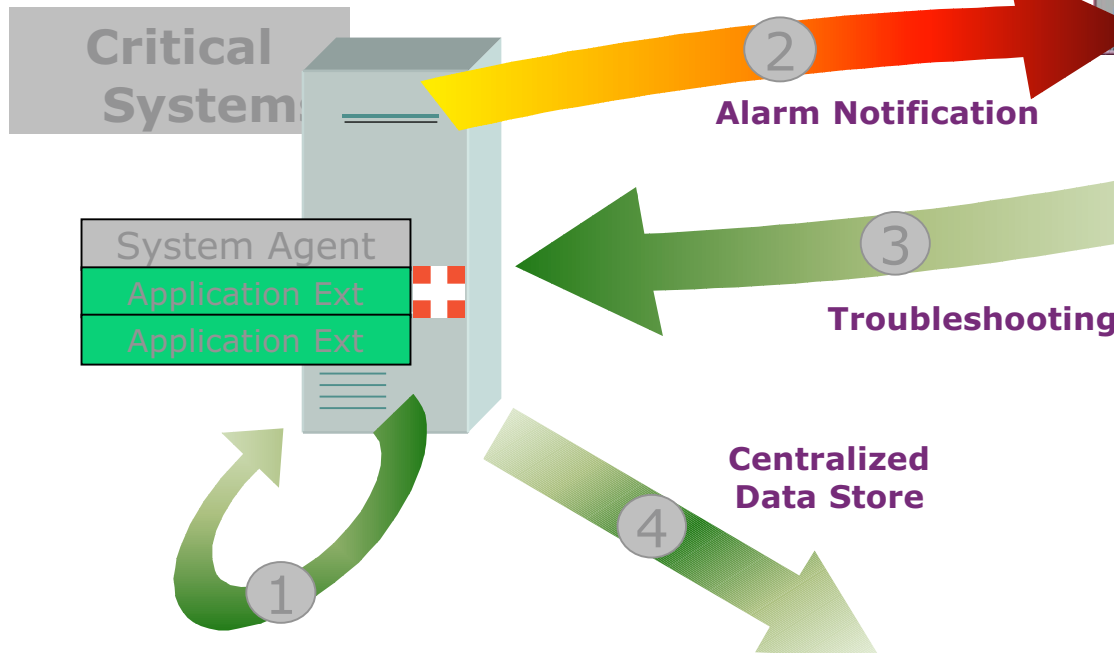 Critical
Systems
2
Alarm Notification
System Agent
Application Ext
Application Ext
3
Troubleshooting
Centralized
Data Store
4
1